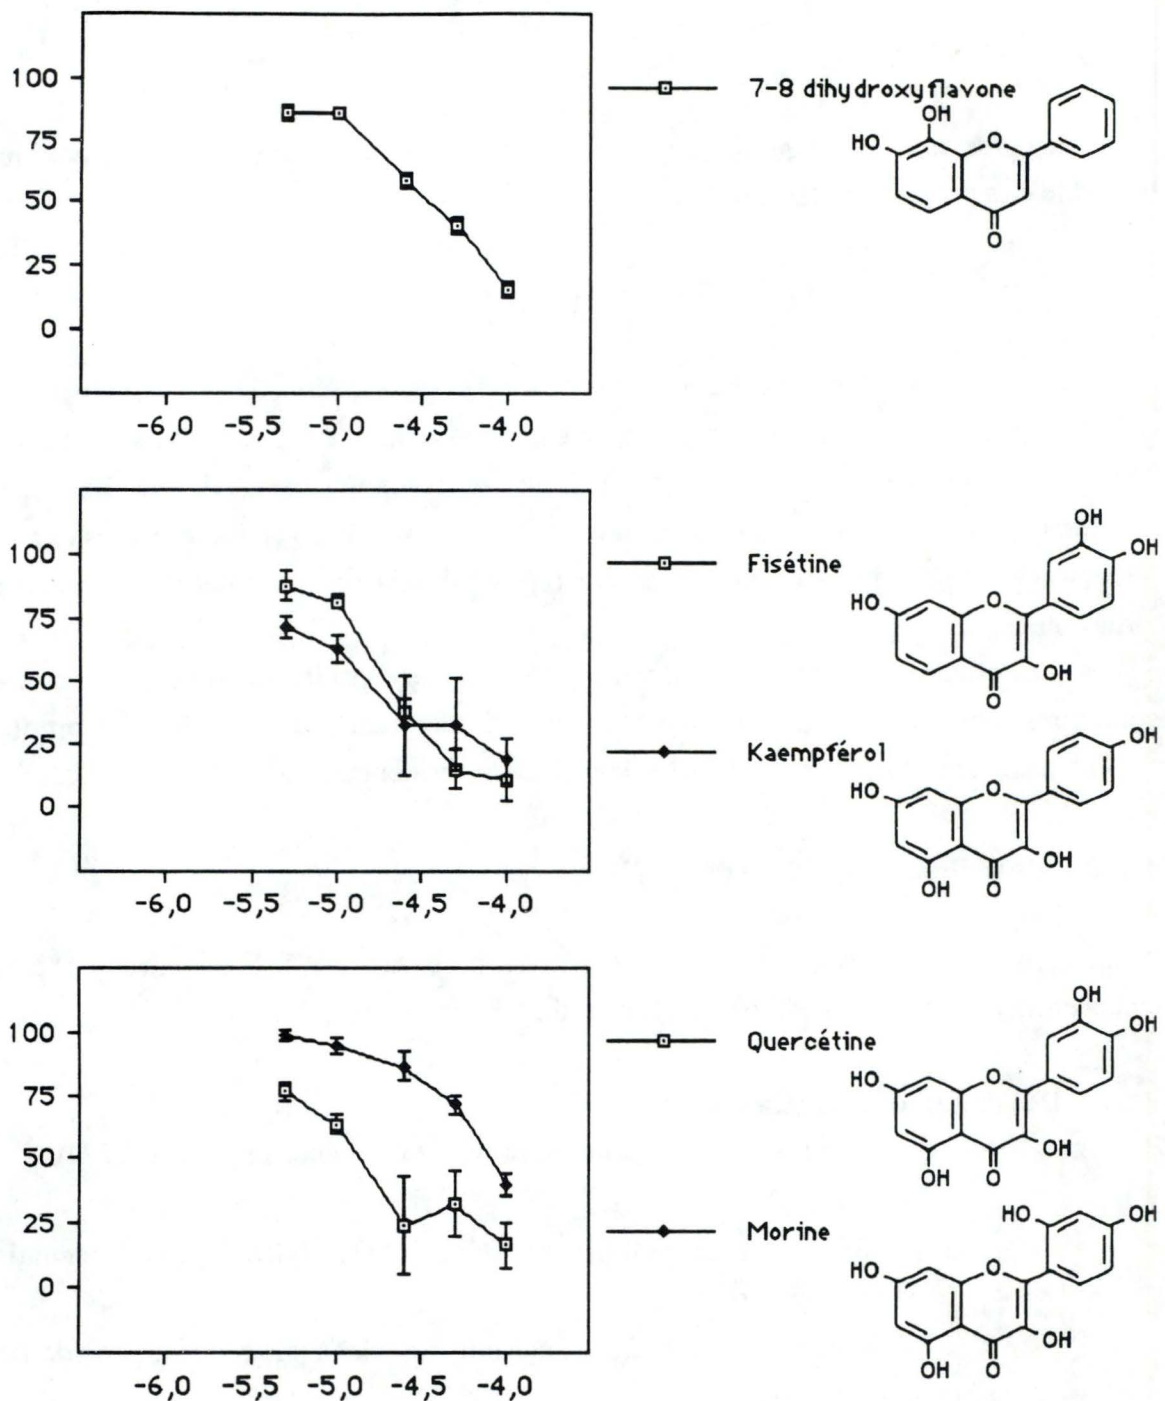 100
75
50
25
0
-6,0 -5,5 -5,0 -4,5 -4,0
7-8 dihydroxyflavone
OH
HO
O
O
100
75
50
25
0
-6,0 -5,5 -5,0 -4,5 -4,0
Fisétine
OH
OH
HO
O
OH
O
Kaempférol
OH
HO
O
OH
OH
O
100
75
50
25
0
-6,0 -5,5 -5,0 -4,5 -4,0
Quercétine
OH
OH
HO
O
OH
OH
O
Morine
HO
OH
HO
O
OH
OH
O